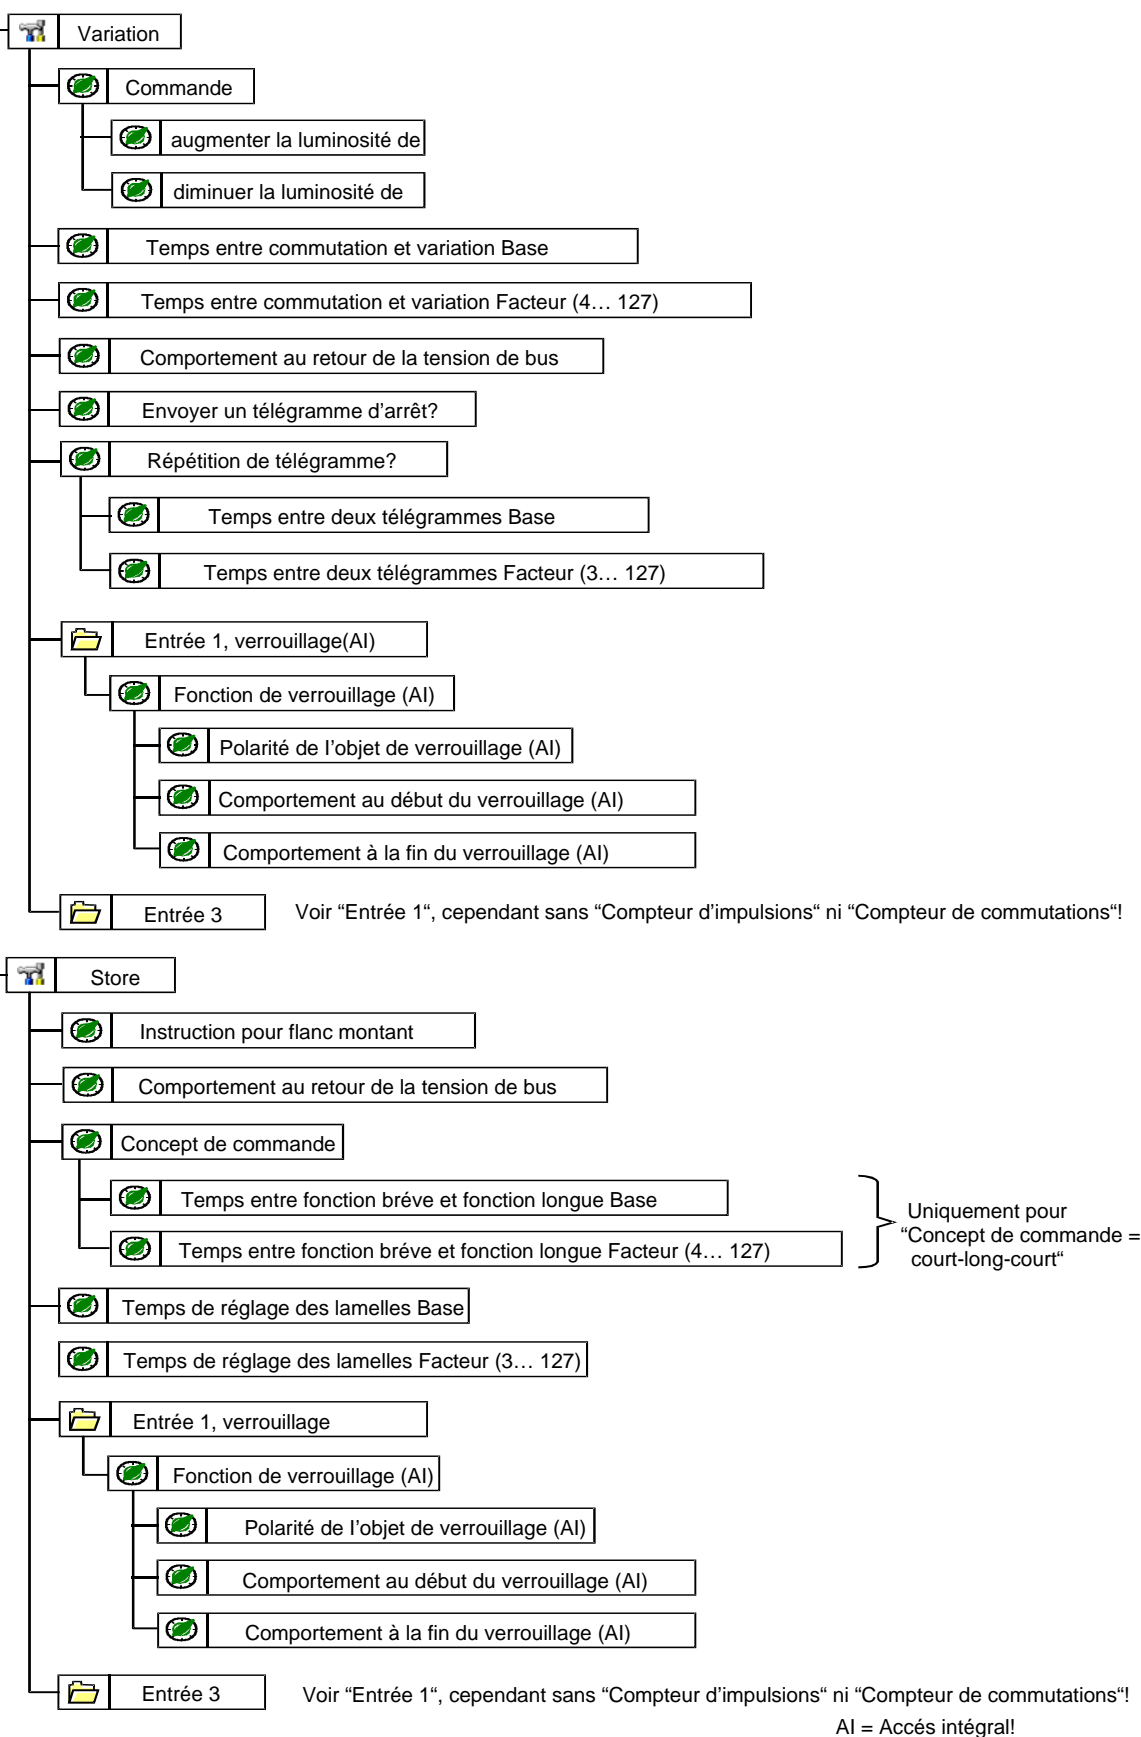 Variation
Commande
augmenter la luminosité de
diminuer la luminosité de
Temps entre commutation et variation Base
Temps entre commutation et variation Facteur (4… 127)
Comportement au retour de la tension de bus
Envoyer un télégramme d’arrêt?
Répétition de télégramme?
Temps entre deux télégrammes Base
Temps entre deux télégrammes Facteur (3… 127)
Entrée 1, verrouillage(AI)
Fonction de verrouillage (AI)
Polarité de l’objet de verrouillage (AI)
Comportement au début du verrouillage (AI)
Comportement à la fin du verrouillage (AI)
Entrée 3
Voir “Entrée 1“, cependant sans “Compteur d’impulsions“ ni “Compteur de commutations“!
Store
Instruction pour flanc montant
Comportement au retour de la tension de bus
Concept de commande
Temps entre fonction bréve et fonction longue Base
Temps entre fonction bréve et fonction longue Facteur (4… 127)
Uniquement pour
“Concept de commande =
court-long-court“
Temps de réglage des lamelles Base
Temps de réglage des lamelles Facteur (3… 127)
Entrée 1, verrouillage
Fonction de verrouillage (AI)
Polarité de l’objet de verrouillage (AI)
Comportement au début du verrouillage (AI)
Comportement à la fin du verrouillage (AI)
Entrée 3
Voir “Entrée 1“, cependant sans “Compteur d’impulsions“ ni “Compteur de commutations“!
AI = Accés intégral!